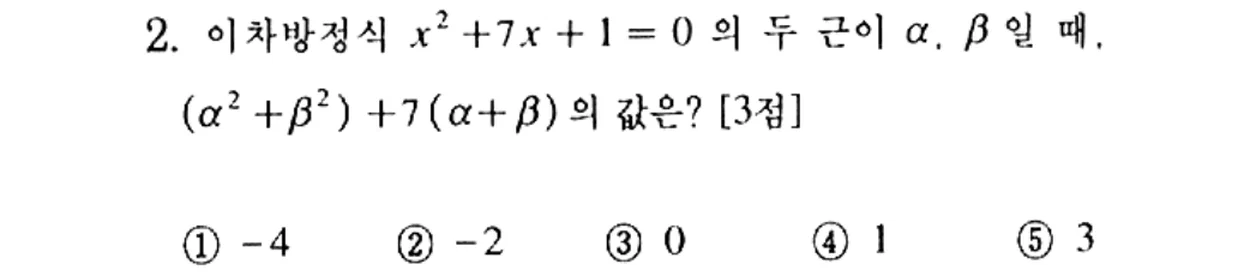 2. 이차방정식 x² +7x + 1 = 0 의 두 근이 α, β 일 때,
(α² +β²) +7(α+β) 의 값은? [3점]
① -4 ② -2 ③ 0 ④ 1 ⑤ 3